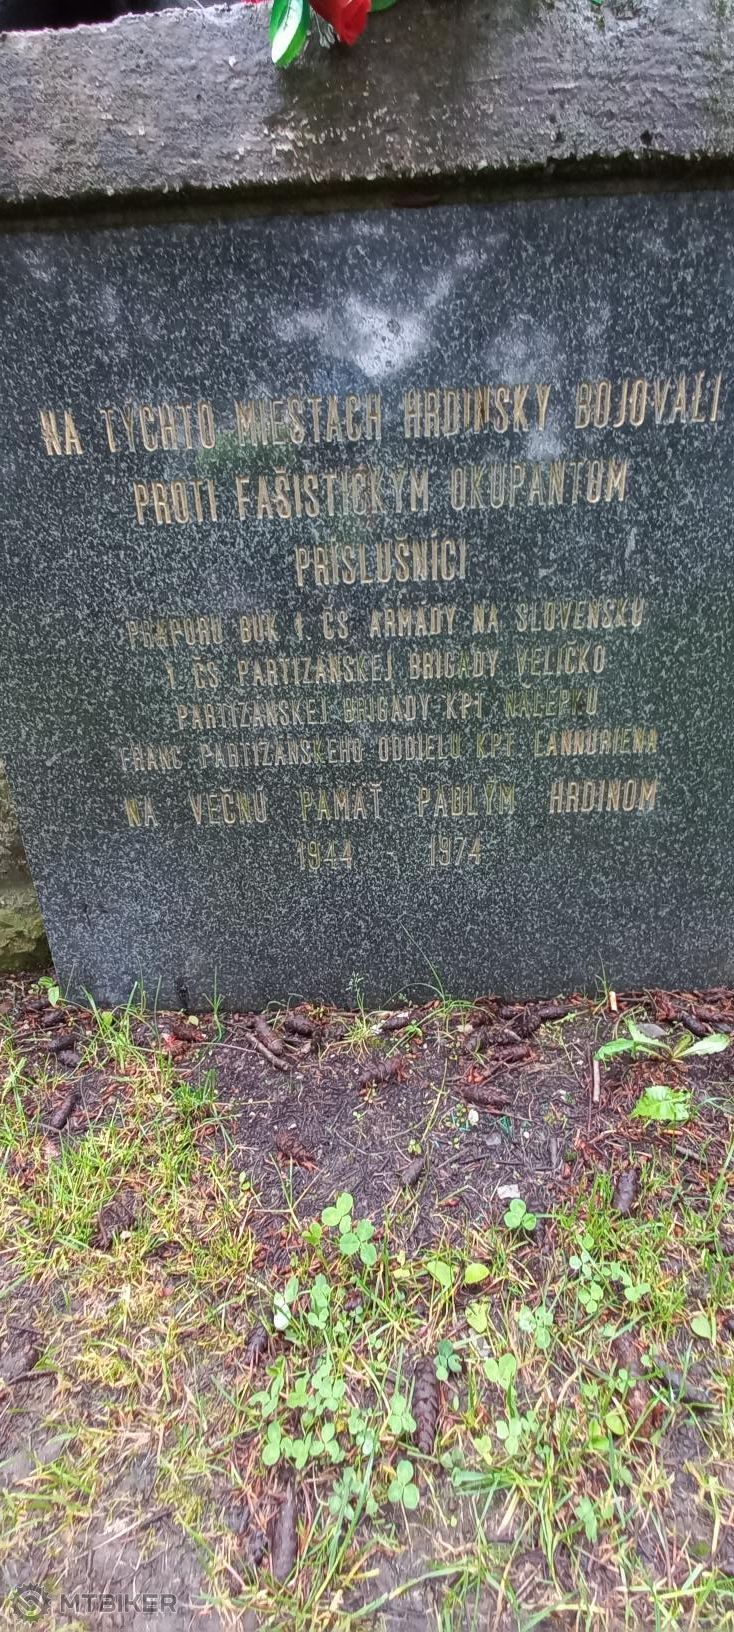 NA TÝCHTO MIESTACH HRDINSKY BOJOVALI
PROTI FAŠISTICKÝM OKUPANTOM
PRÍSLUŠNÍCI
PRÁPORU BUK 1. ČS ARMÁDY NA SLOVENSKU
1. ČS PARTIZÁNSKEJ BRIGÁDY VELIČKO
PARTIZÁNSKEJ BRIGÁDY KPT NÁLEPKU
FRANC PARTIZÁNSKEHO ODDIELU KPT LANNURIENA
NA VEČNÚ PAMÄŤ PADLÝM HRDINOM
1944 - 1974
MTBIKER